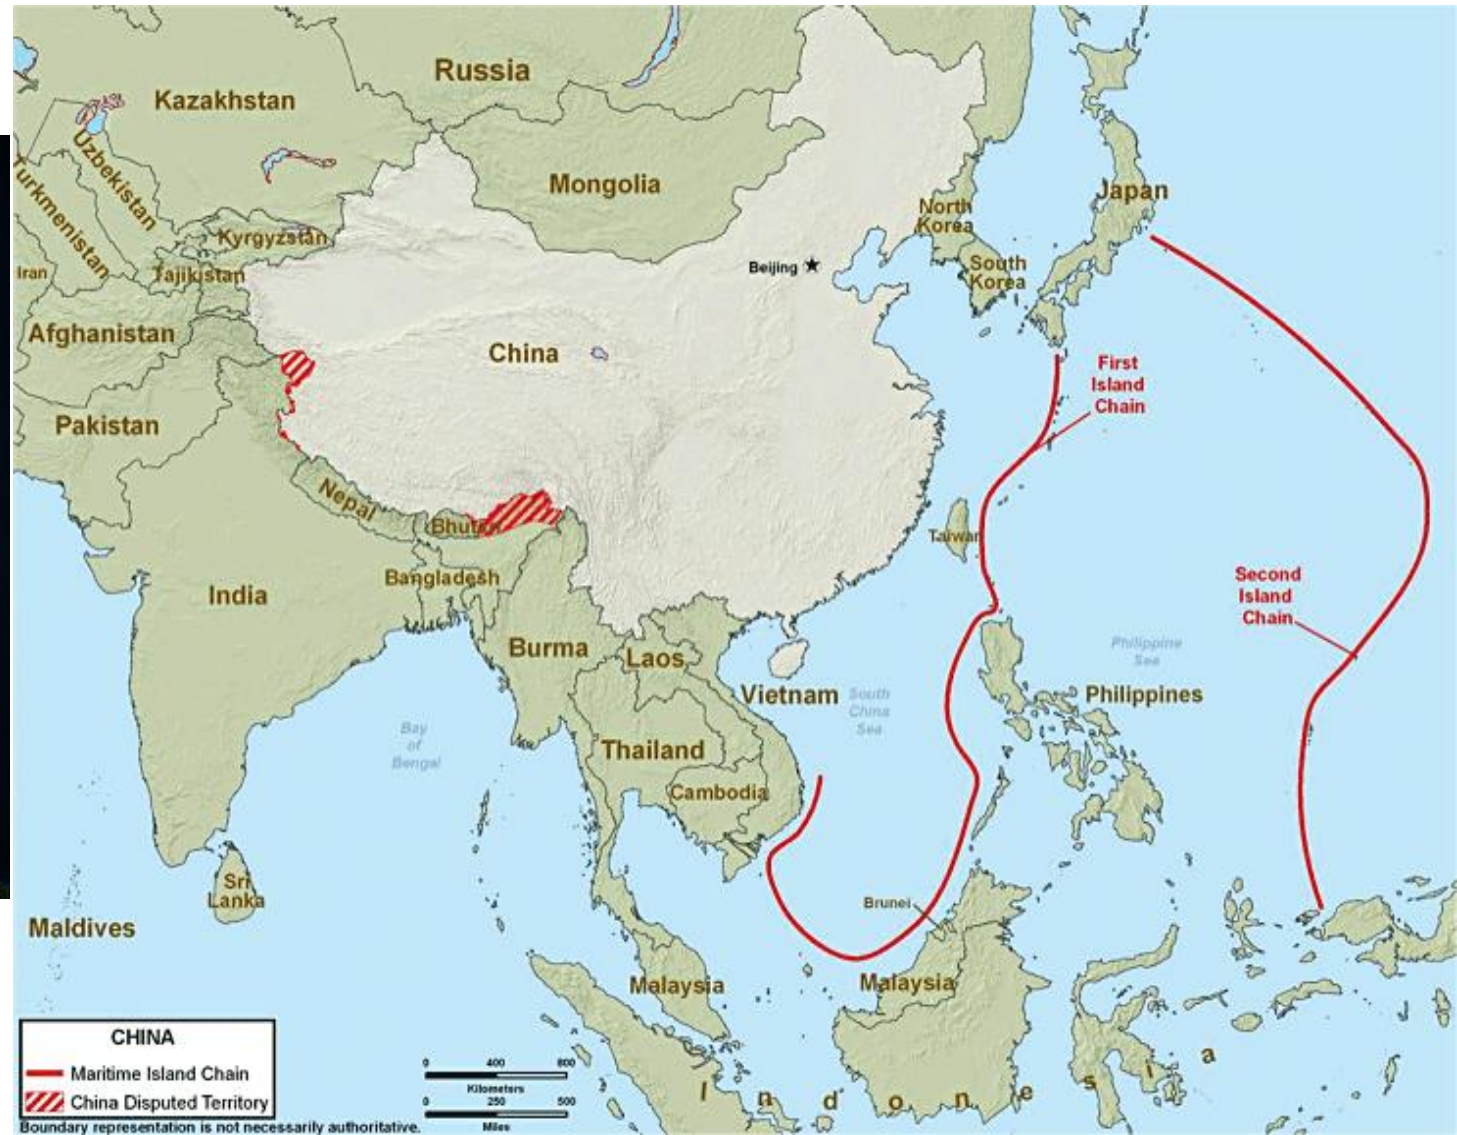 Russia
Kazakhstan
Uzbekistan
Turkmenistan
Mongolia
Japan
North
Korea
Kyrgyzstan
Beijing
South
Korea
Iran
Tajikistan
Afghanistan
China
First
Island
Chain
Pakistan
Nepal
Bhutan
Taiwan
Bangladesh
India
Second
Island
Chain
Burma
Laos
Philippine
Sea
Vietnam
South
China
Sea
Philippines
Bay
of
Bengal
Thailand
Cambodia
Sri
Lanka
Brunei
Maldives
Malaysia
Malaysia
Indonesia
CHINA
Maritime Island Chain
China Disputed Territory
0 400 800
Kilometers
0 250 500
Miles
Boundary representation is not necessarily authoritative.